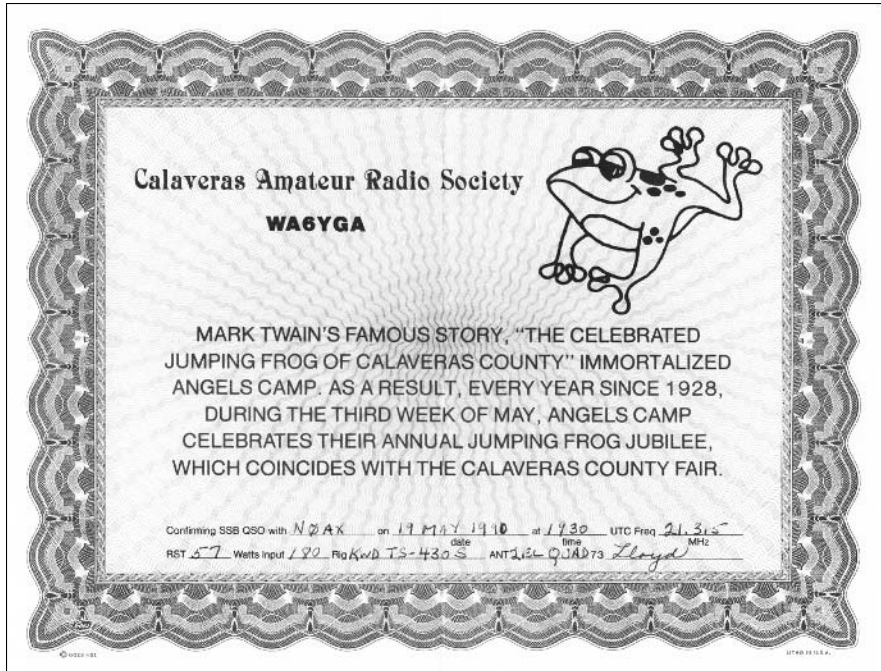 Calaveras Amateur Radio Society
WA6YGA
MARK TWAIN'S FAMOUS STORY, "THE CELEBRATED
JUMPING FROG OF CALAVERAS COUNTY" IMMORTALIZED
ANGELS CAMP. AS A RESULT, EVERY YEAR SINCE 1928,
DURING THE THIRD WEEK OF MAY, ANGELS CAMP
CELEBRATES THEIR ANNUAL JUMPING FROG JUBILEE,
WHICH COINCIDES WITH THE CALAVERAS COUNTY FAIR.
Confirming SSB QSO with NØAX on 19 MAY 1990 at 1930 UTC Freq 21.315
date time MHz
RST 57 Watts Input 180 Rig KWD TS-430S ANT 2EL QUAD 73 Lloyd
LITHO IN U.S.A.